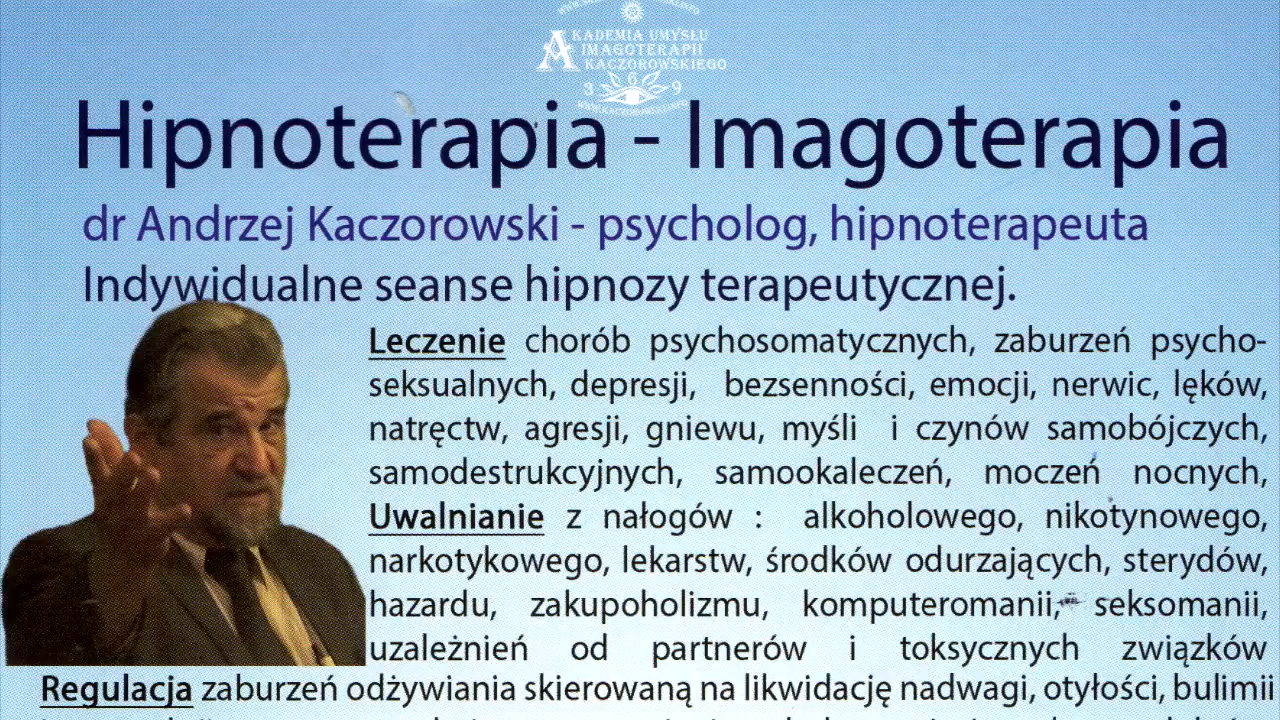 AKADEMIA UMYSŁU
IMAGOTERAPII
KACZOROWSKIEGO
3 6 9
Hipnoterapia - Imagoterapia
dr Andrzej Kaczorowski - psycholog, hipnoterapeuta
Indywidualne seanse hipnozy terapeutycznej.
Leczenie chorób psychosomatycznych, zaburzeń psycho-
seksualnych, depresji, bezsenności, emocji, nerwic, lęków,
natręctw, agresji, gniewu, myśli i czynów samobójczych,
samodestrukcyjnych, samookaleczeń, moczeń nocnych,
Uwalnianie z nałogów : alkoholowego, nikotynowego,
narkotykowego, lekarstw, środków odurzających, sterydów,
hazardu, zakupoholizmu, komputeromanii, seksomanii,
uzależnień od partnerów i toksycznych związków
Regulacja zaburzeń odżywiania skierowaną na likwidację nadwagi, otyłości, bulimii